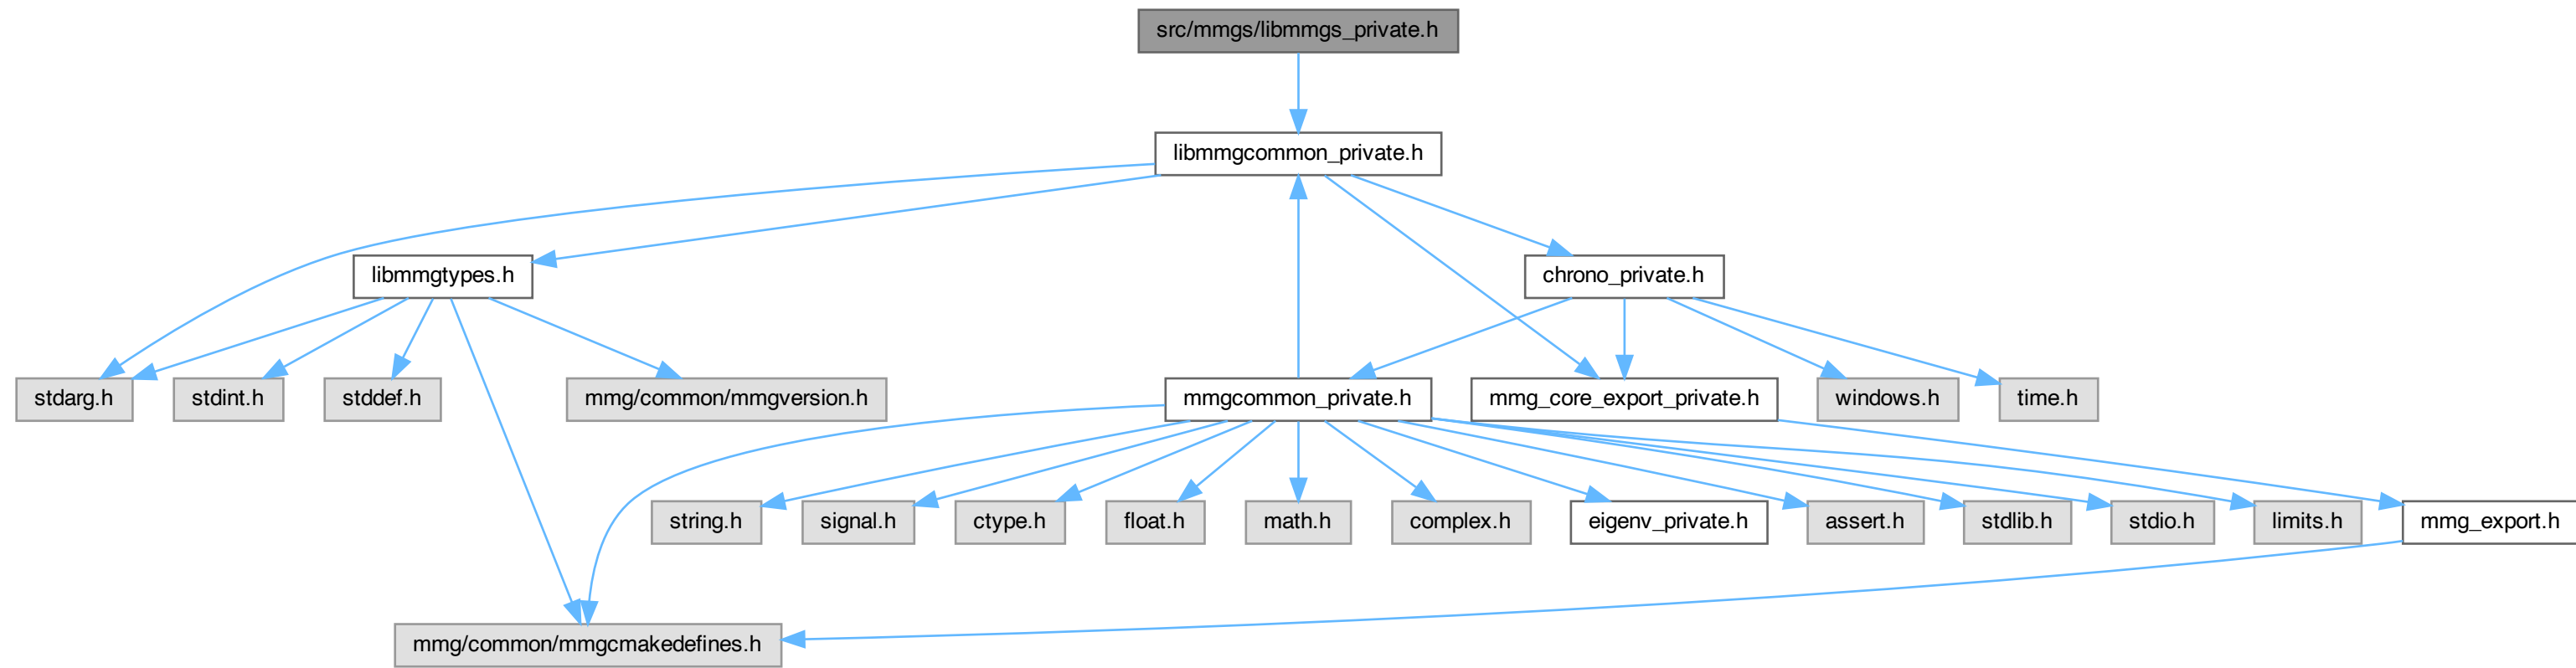 src/mmgs/libmmgs_private.h
libmmgcommon_private.h
libmmgtypes.h
chrono_private.h
stdarg.h
stdint.h
stddef.h
mmg/common/mmgversion.h
mmgcommon_private.h
mmg_core_export_private.h
windows.h
time.h
string.h
signal.h
ctype.h
float.h
math.h
complex.h
eigenv_private.h
assert.h
stdlib.h
stdio.h
limits.h
mmg_export.h
mmg/common/mmgcmakedefines.h